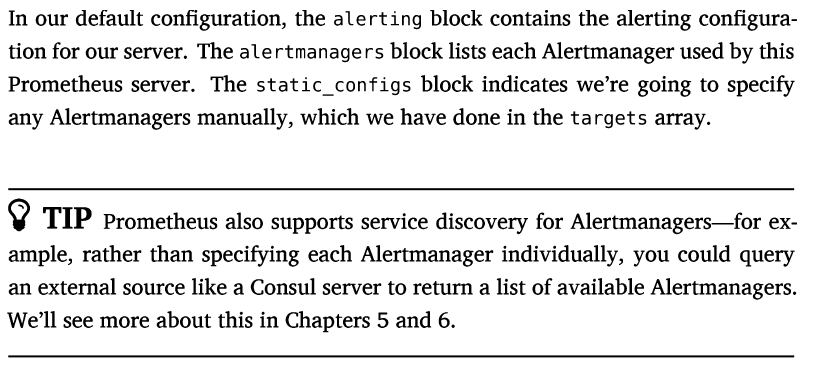 In our default configuration, the alerting block contains the alerting configura-
tion for our server. The alertmanagers block lists each Alertmanager used by this
Prometheus server. The static_configs block indicates we’re going to specify
any Alertmanagers manually, which we have done in the targets array.
TIP Prometheus also supports service discovery for Alertmanagers—for ex-
ample, rather than specifying each Alertmanager individually, you could query
an external source like a Consul server to return a list of available Alertmanagers.
We’ll see more about this in Chapters 5 and 6.